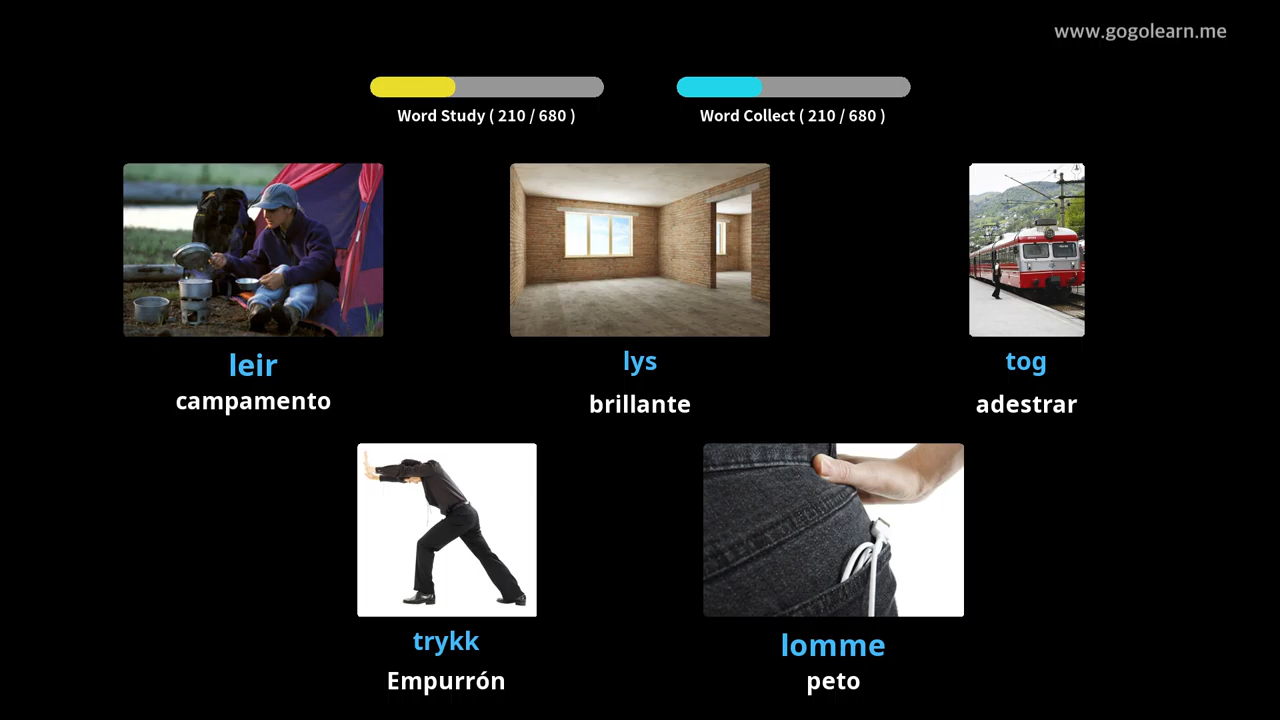 www.gogolearn.me
Word Study ( 210 / 680 )
Word Collect ( 210 / 680 )
leir
campamento
lys
brillante
tog
adestrar
trykk
Empurrón
lomme
peto